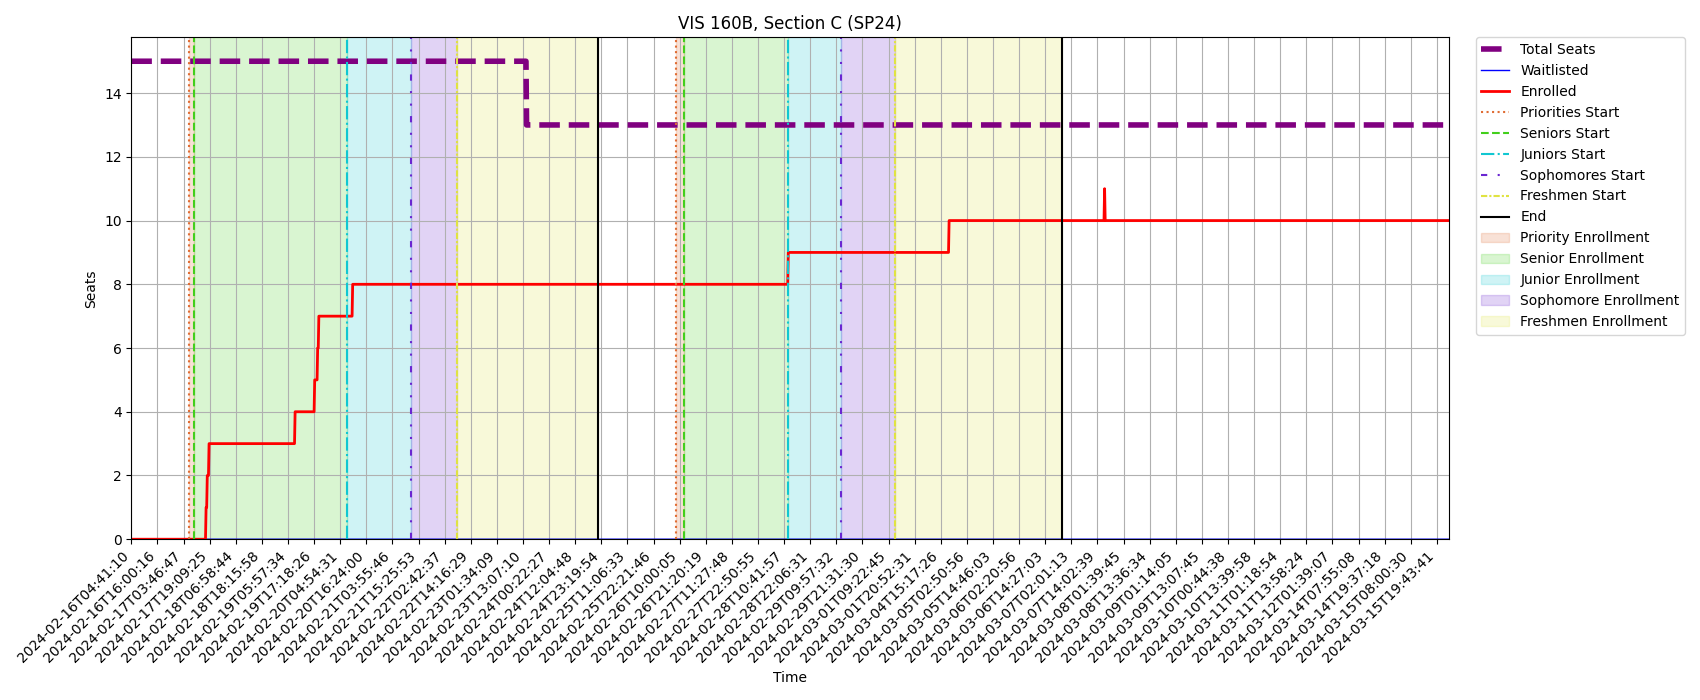 VIS 160B, Section C (SP24)
Total Seats
Waitlisted
Enrolled
Priorities Start
Seniors Start
Juniors Start
Sophomores Start
Freshmen Start
End
Priority Enrollment
Senior Enrollment
Junior Enrollment
Sophomore Enrollment
Freshmen Enrollment
Seats
14
12
10
8
6
4
2
0
2024-02-16T04:41:10
2024-02-16T16:00:16
2024-02-17T03:46:47
2024-02-17T19:09:25
2024-02-18T06:58:44
2024-02-18T18:15:58
2024-02-19T05:57:34
2024-02-19T17:18:26
2024-02-20T04:54:31
2024-02-20T16:24:00
2024-02-21T03:55:46
2024-02-21T15:25:53
2024-02-22T02:42:37
2024-02-22T14:16:29
2024-02-23T01:34:09
2024-02-23T13:07:10
2024-02-24T00:22:27
2024-02-24T12:04:48
2024-02-24T23:19:54
2024-02-25T11:06:33
2024-02-25T22:21:46
2024-02-26T10:00:05
2024-02-26T21:20:19
2024-02-27T11:27:48
2024-02-27T22:50:55
2024-02-28T10:41:57
2024-02-28T22:06:31
2024-02-29T09:57:32
2024-02-29T21:31:30
2024-03-01T09:22:45
2024-03-01T20:52:31
2024-03-04T15:17:26
2024-03-05T02:50:56
2024-03-05T14:46:03
2024-03-06T02:20:56
2024-03-06T14:27:03
2024-03-07T02:01:13
2024-03-07T14:02:39
2024-03-08T01:39:45
2024-03-08T13:36:34
2024-03-09T01:14:05
2024-03-09T13:07:45
2024-03-10T00:44:38
2024-03-10T13:39:58
2024-03-11T01:18:54
2024-03-11T13:58:24
2024-03-12T01:39:07
2024-03-14T07:55:08
2024-03-14T19:37:18
2024-03-15T08:00:30
2024-03-15T19:43:41
Time